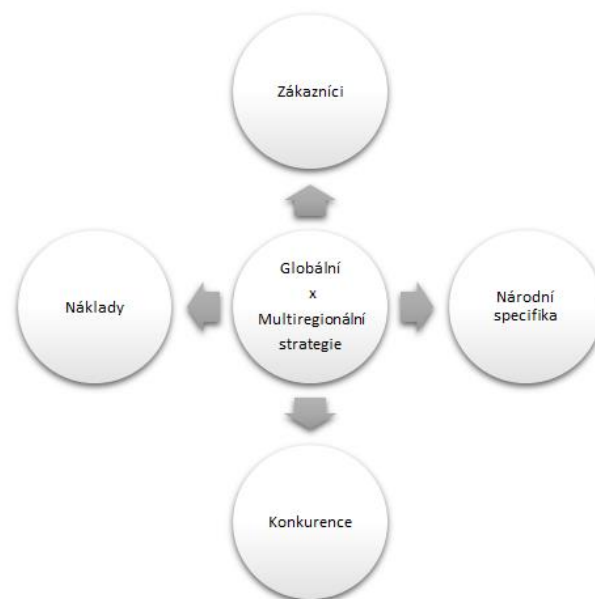 Zákazníci
Náklady
Globální
x
Multiregionální
strategie
Národní
specifika
Konkurence